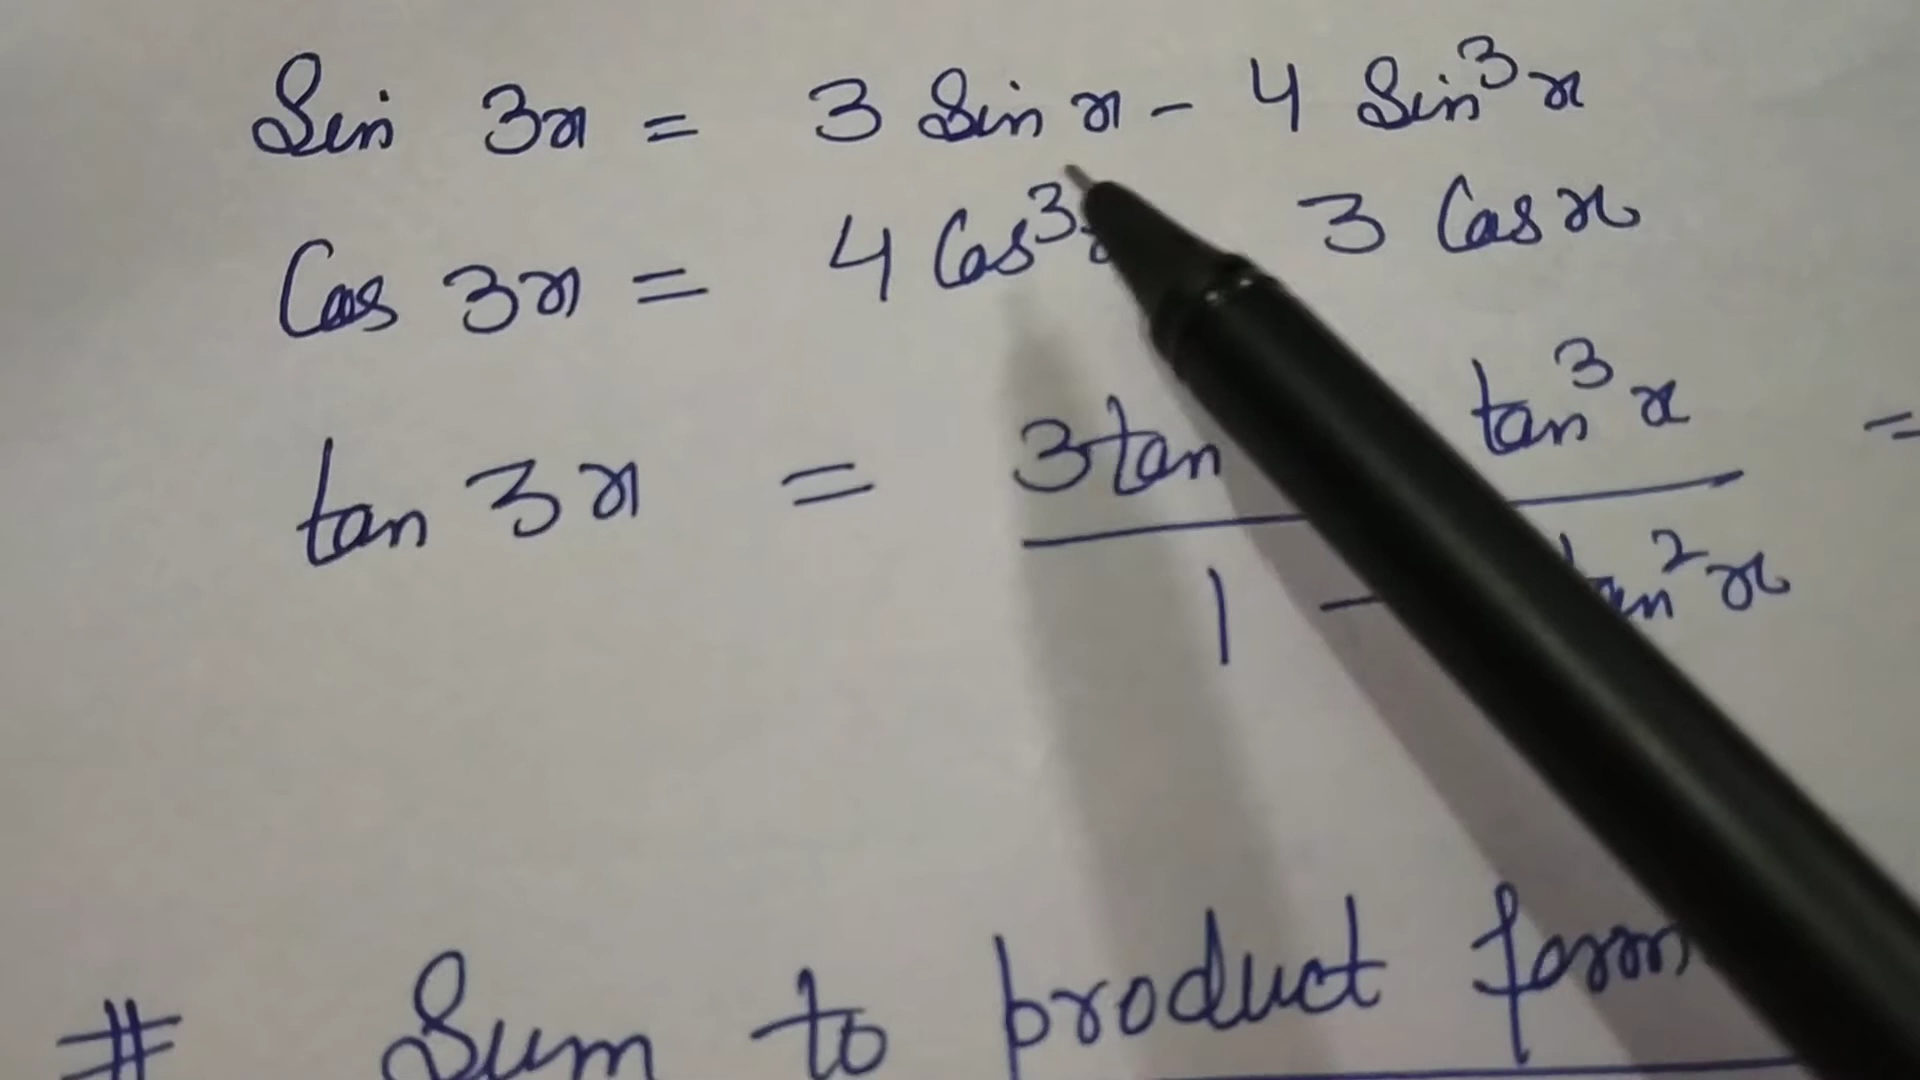 Sin 3x = 3 Sin x - 4 Sin³x
Cos 3x = 4 Cos³ 3 Cos x
tan 3x = 3tan tan³x =
1 - tan²x
# Sum to product form